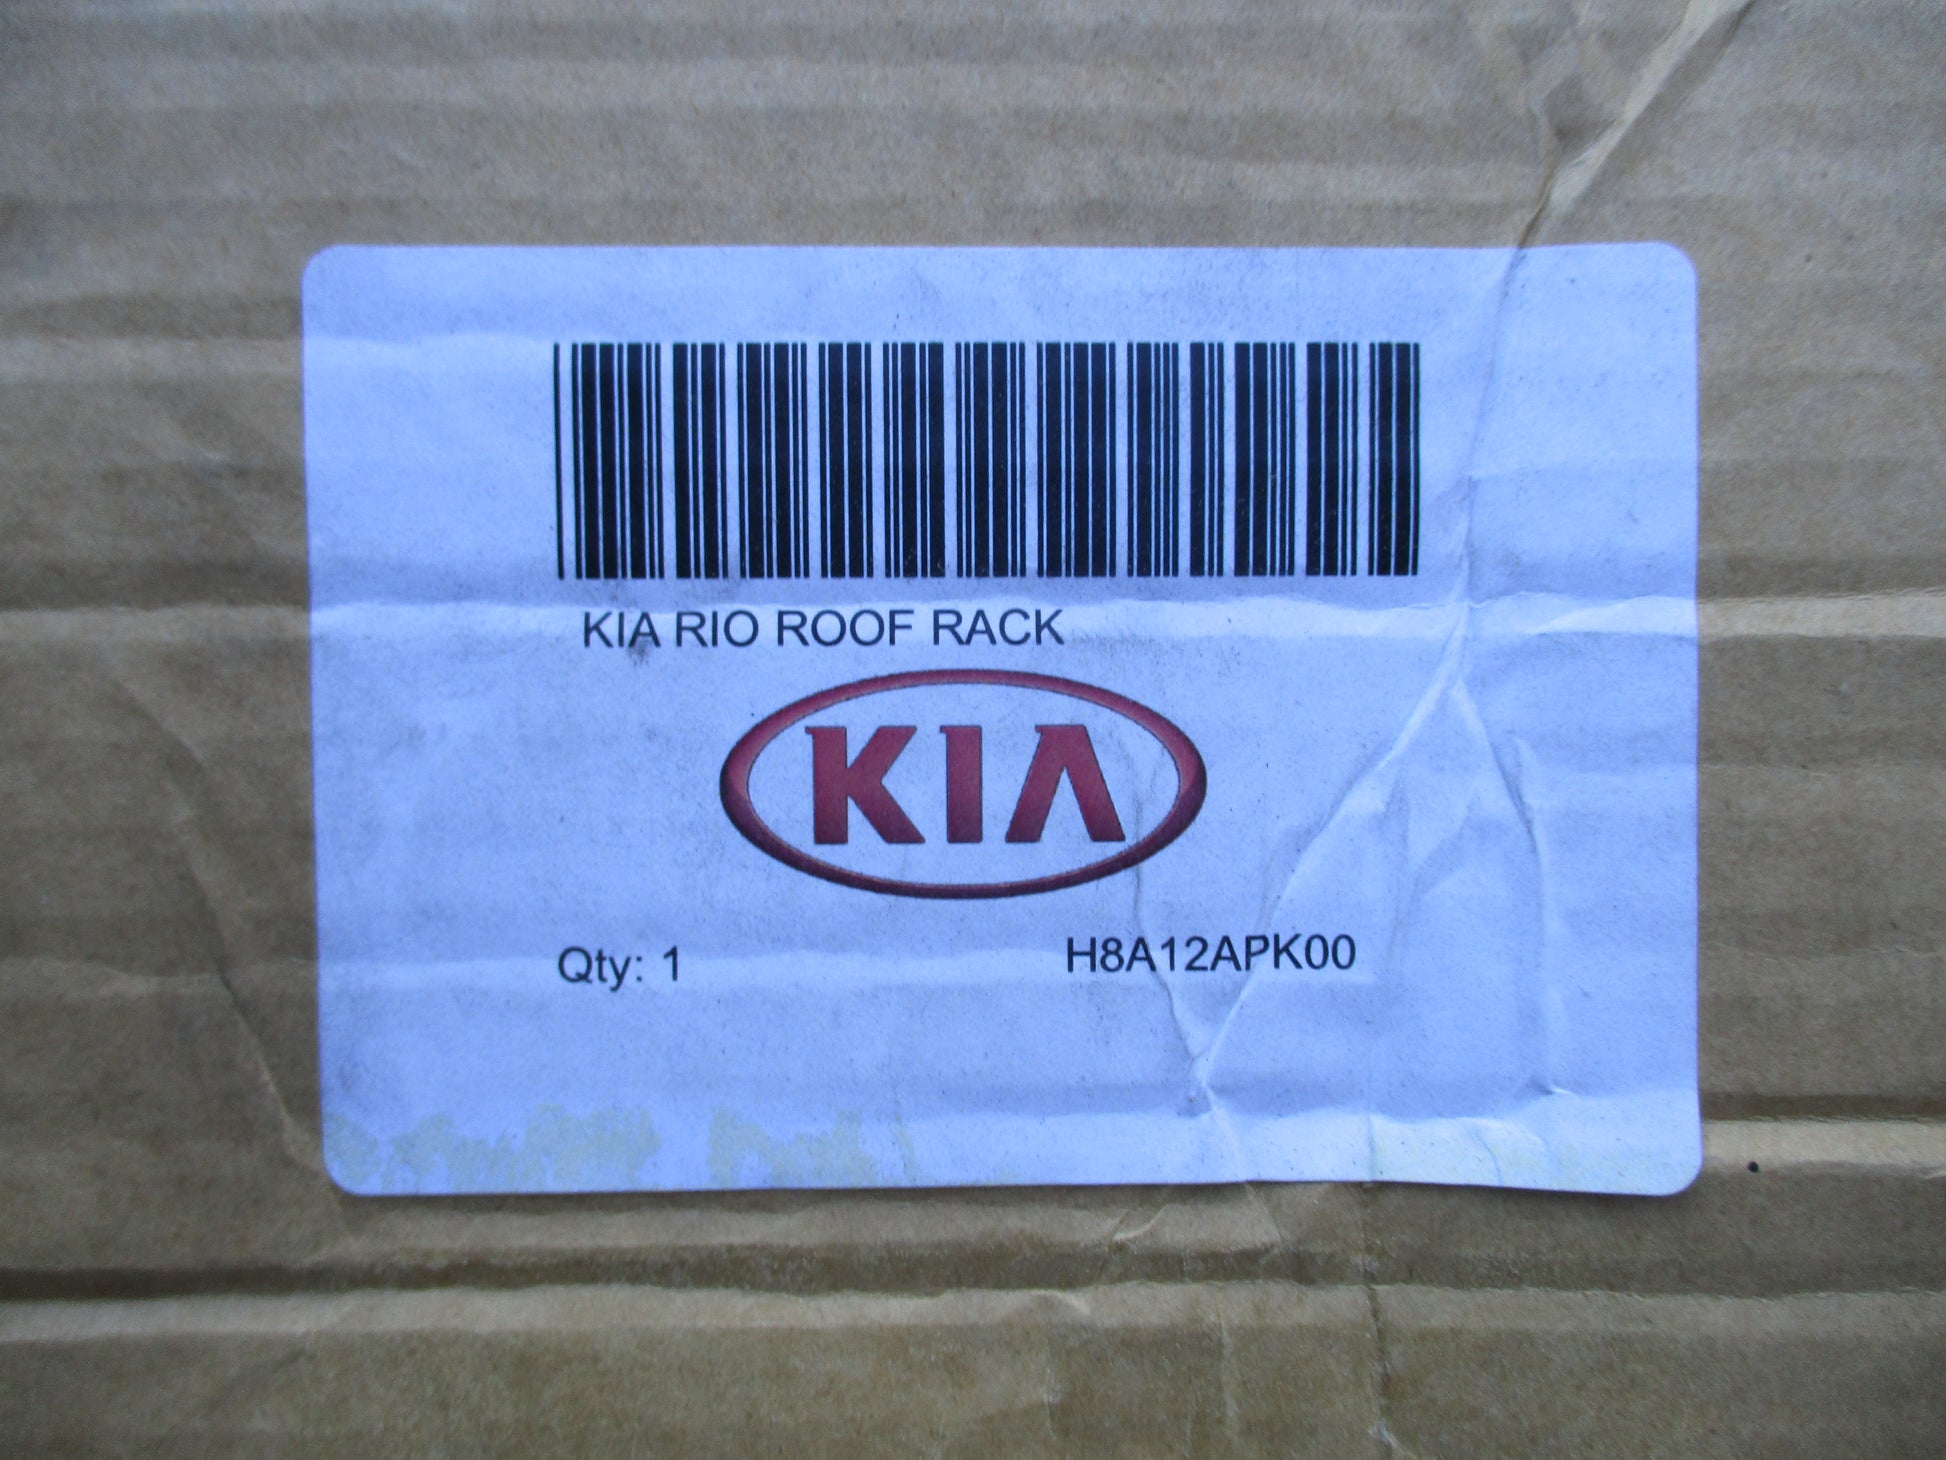 KIA RIO ROOF RACK
KIA
Qty: 1
H8A12APK00